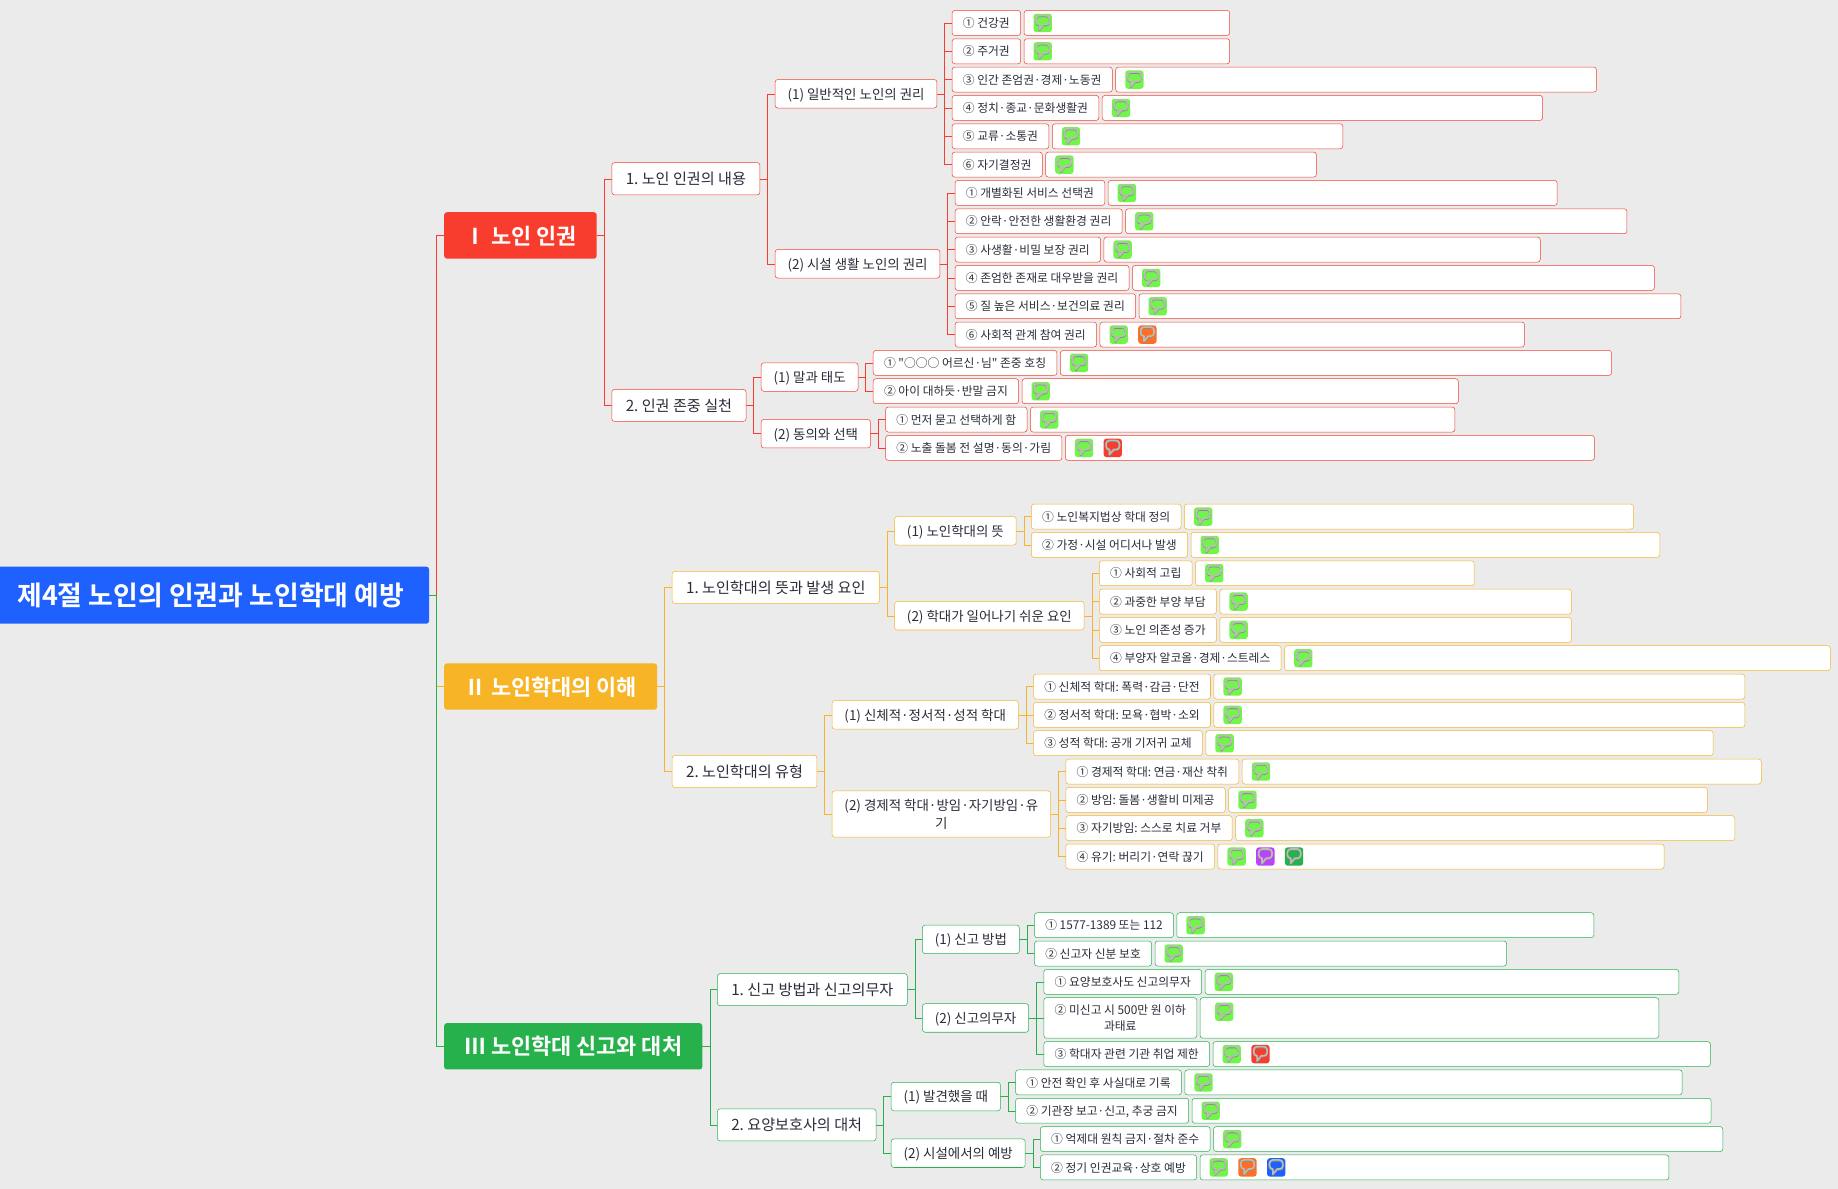 제4절 노인의 인권과 노인학대 예방
Ⅰ 노인 인권
1. 노인 인권의 내용
(1) 일반적인 노인의 권리
① 건강권
② 주거권
③ 인간 존엄권·경제·노동권
④ 정치·종교·문화생활권
⑤ 교류·소통권
⑥ 자기결정권
(2) 시설 생활 노인의 권리
① 개별화된 서비스 선택권
② 안락·안전한 생활환경 권리
③ 사생활·비밀 보장 권리
④ 존엄한 존재로 대우받을 권리
⑤ 질 높은 서비스·보건의료 권리
⑥ 사회적 관계 참여 권리
2. 인권 존중 실천
(1) 말과 태도
① "○○○ 어르신·님" 존중 호칭
② 아이 대하듯·반말 금지
(2) 동의와 선택
① 먼저 묻고 선택하게 함
② 노출 돌봄 전 설명·동의·가림
Ⅱ 노인학대의 이해
1. 노인학대의 뜻과 발생 요인
(1) 노인학대의 뜻
① 노인복지법상 학대 정의
② 가정·시설 어디서나 발생
(2) 학대가 일어나기 쉬운 요인
① 사회적 고립
② 과중한 부양 부담
③ 노인 의존성 증가
④ 부양자 알코올·경제·스트레스
2. 노인학대의 유형
(1) 신체적·정서적·성적 학대
① 신체적 학대: 폭력·감금·단전
② 정서적 학대: 모욕·협박·소외
③ 성적 학대: 공개 기저귀 교체
(2) 경제적 학대·방임·자기방임·유
기
① 경제적 학대: 연금·재산 착취
② 방임: 돌봄·생활비 미제공
③ 자기방임: 스스로 치료 거부
④ 유기: 버리기·연락 끊기
Ⅲ 노인학대 신고와 대처
1. 신고 방법과 신고의무자
(1) 신고 방법
① 1577-1389 또는 112
② 신고자 신분 보호
(2) 신고의무자
① 요양보호사도 신고의무자
② 미신고 시 500만 원 이하
과태료
③ 학대자 관련 기관 취업 제한
2. 요양보호사의 대처
(1) 발견했을 때
① 안전 확인 후 사실대로 기록
② 기관장 보고·신고, 추궁 금지
(2) 시설에서의 예방
① 억제대 원칙 금지·절차 준수
② 정기 인권교육·상호 예방